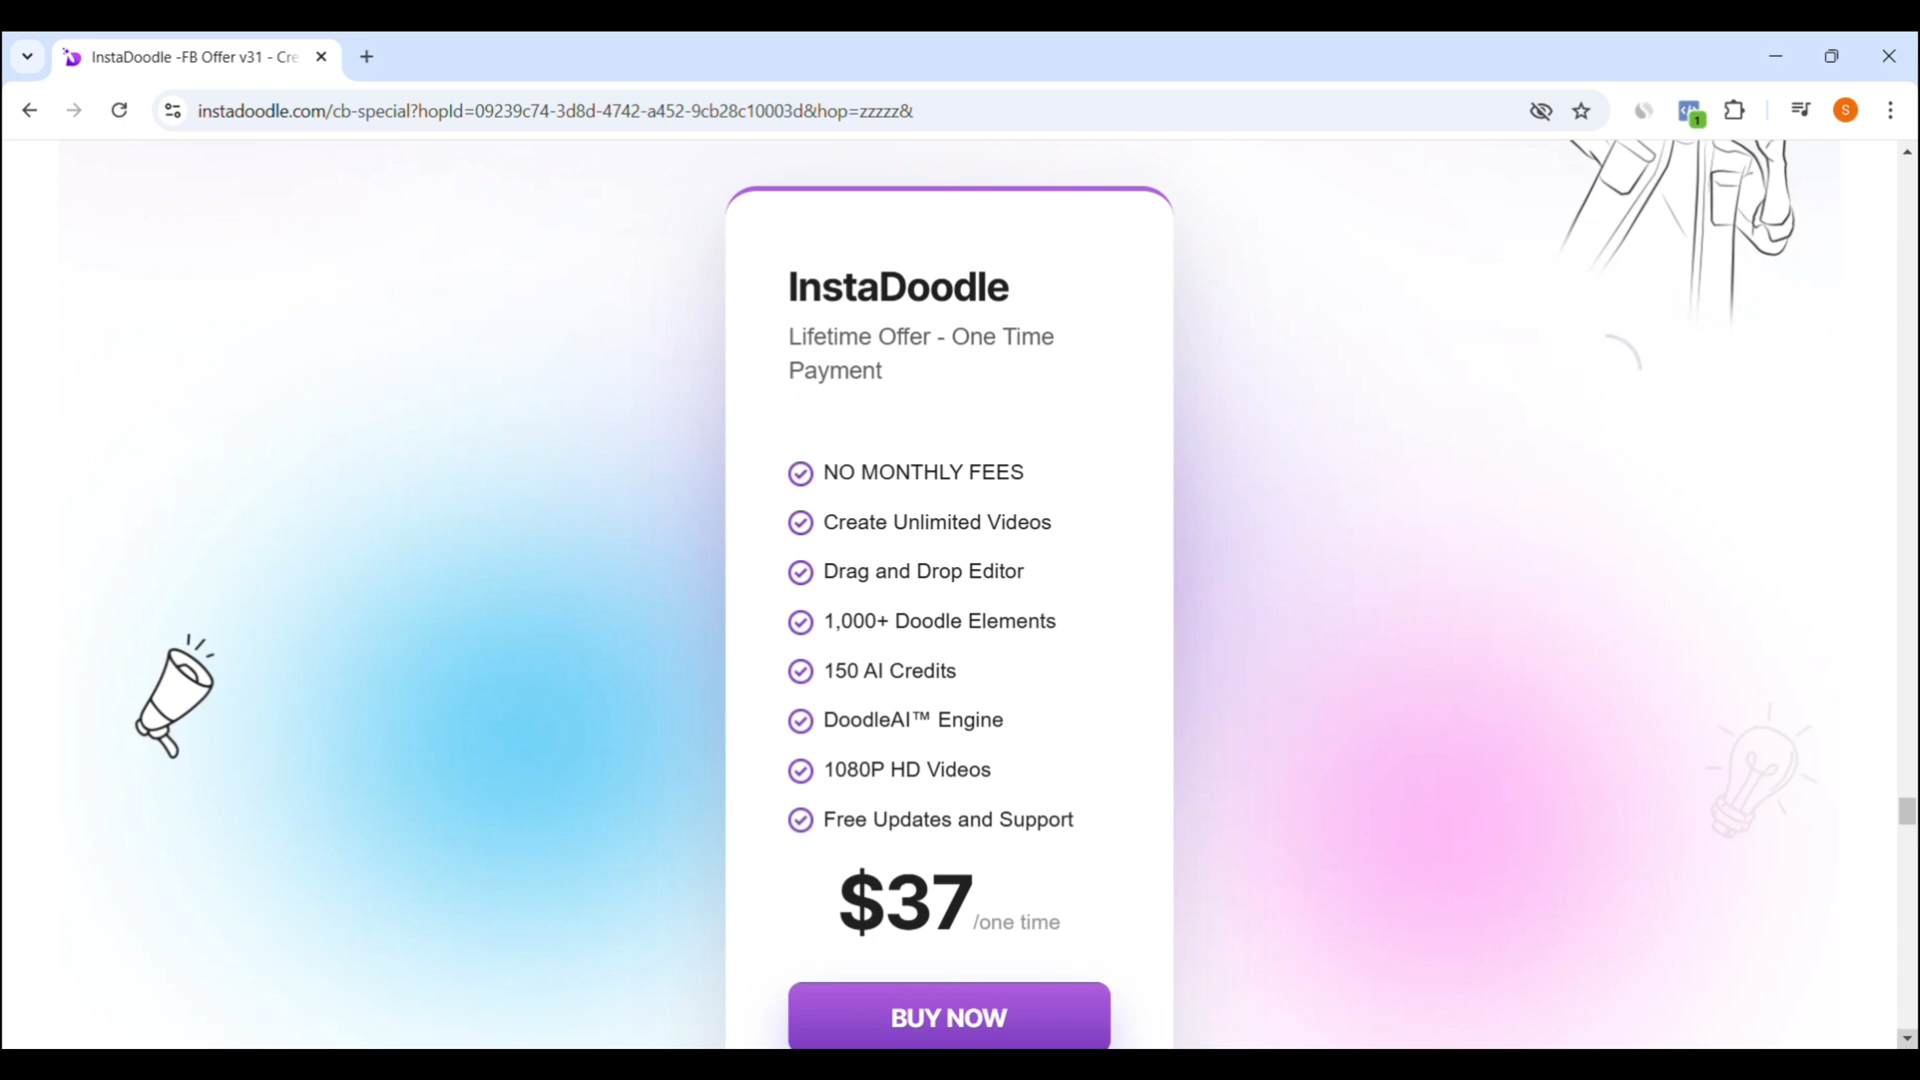 InstaDoodle -FB Offer v31 - Cre
instadoodle.com/cb-special?hopId=09239c74-3d8d-4742-a452-9cb28c10003d&hop=zzzzz&
1
S
InstaDoodle
Lifetime Offer - One Time
Payment
NO MONTHLY FEES
Create Unlimited Videos
Drag and Drop Editor
1,000+ Doodle Elements
150 AI Credits
DoodleAI™ Engine
1080P HD Videos
Free Updates and Support
$37 /one time
BUY NOW